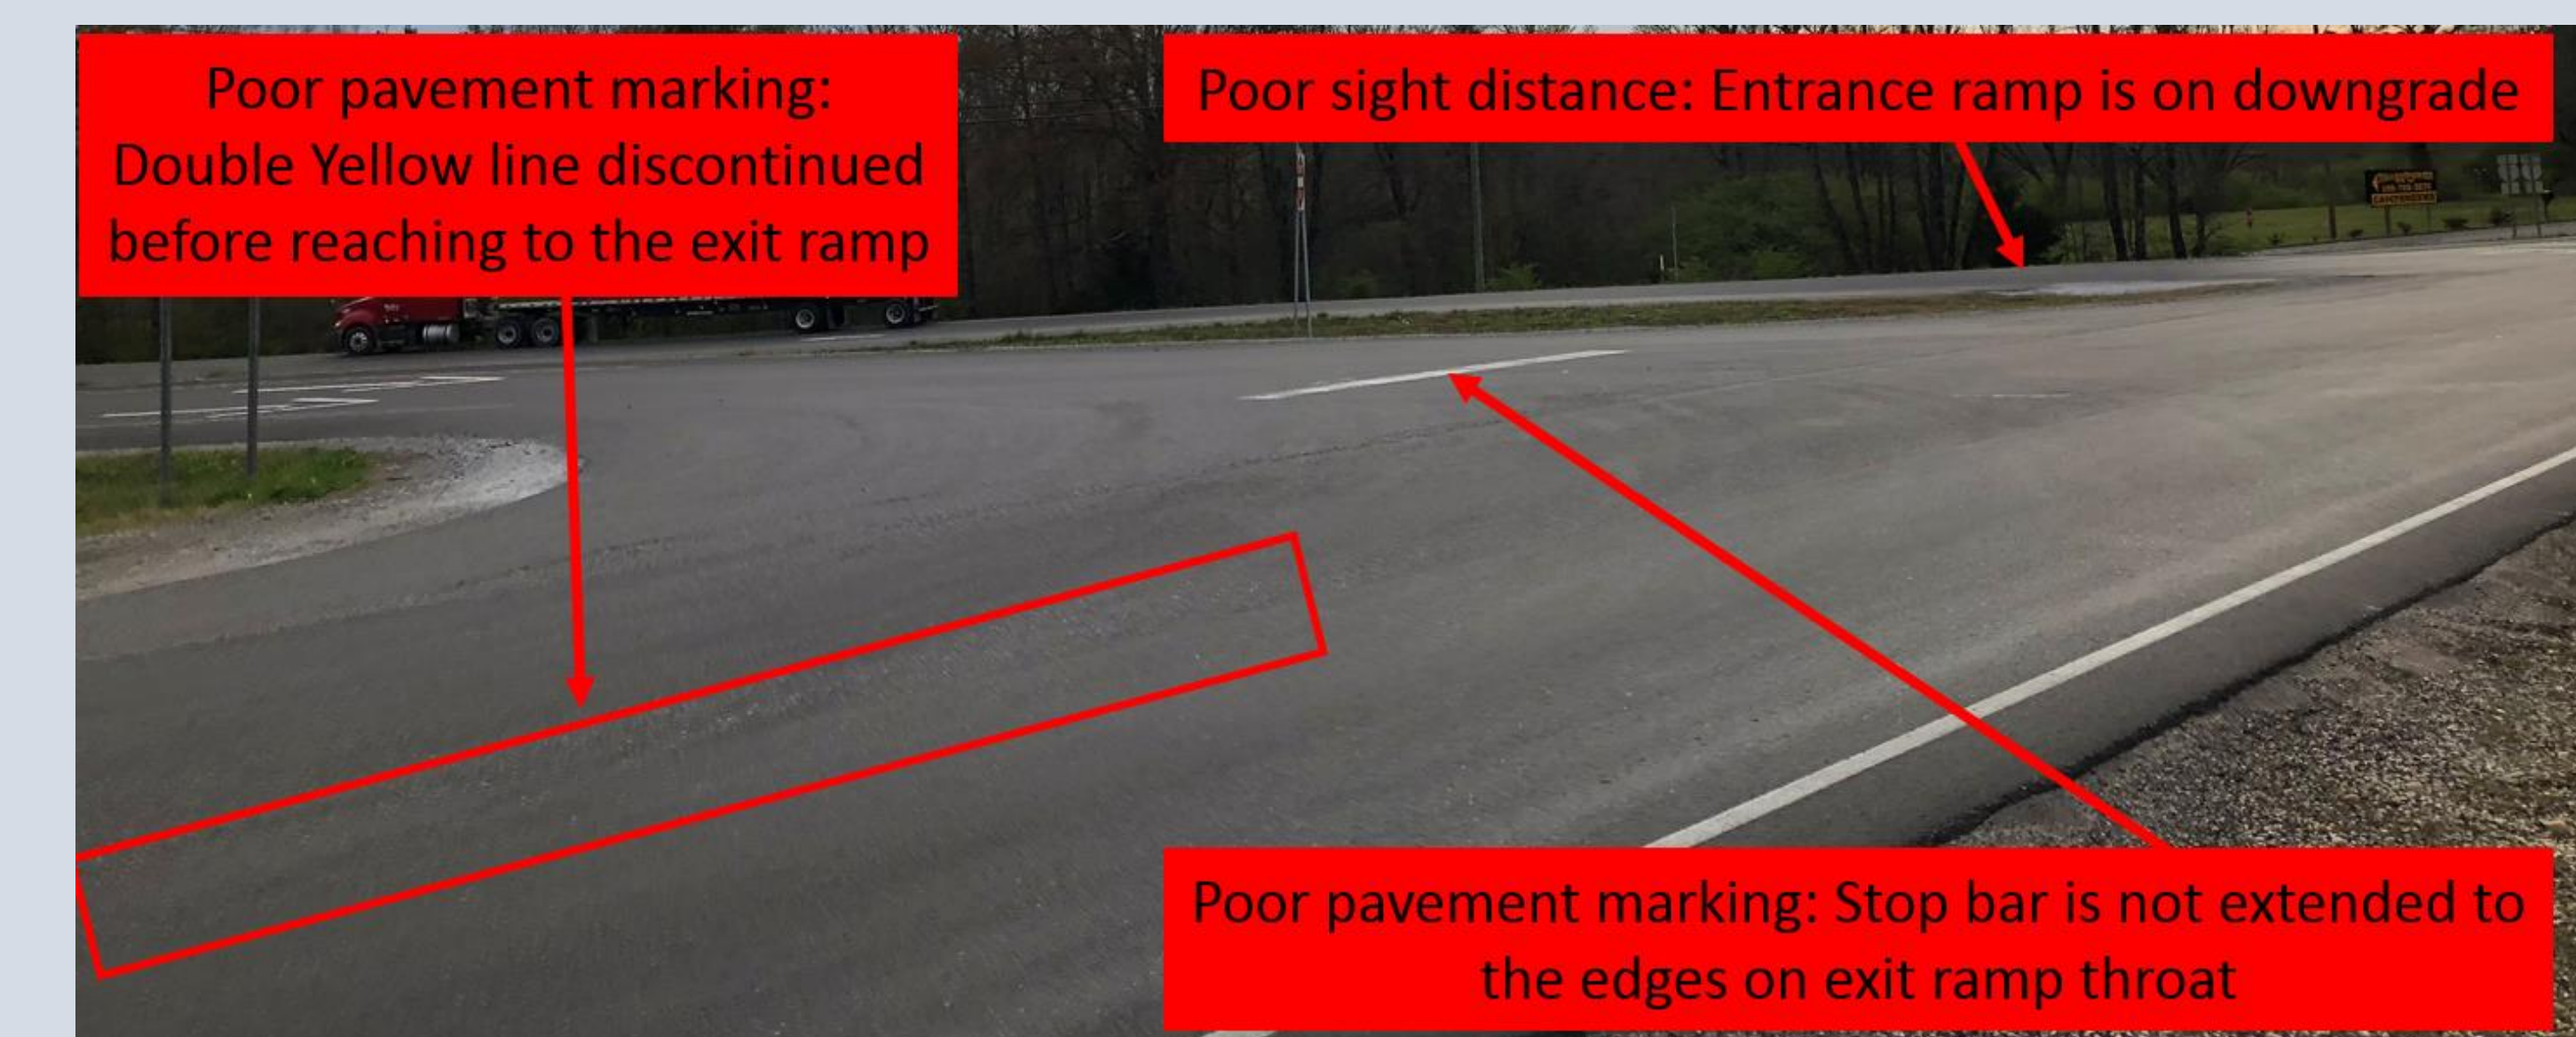 Poor pavement marking:
Double Yellow line discontinued
before reaching to the exit ramp
Poor sight distance: Entrance ramp is on downgrade
Poor pavement marking: Stop bar is not extended to
the edges on exit ramp throat